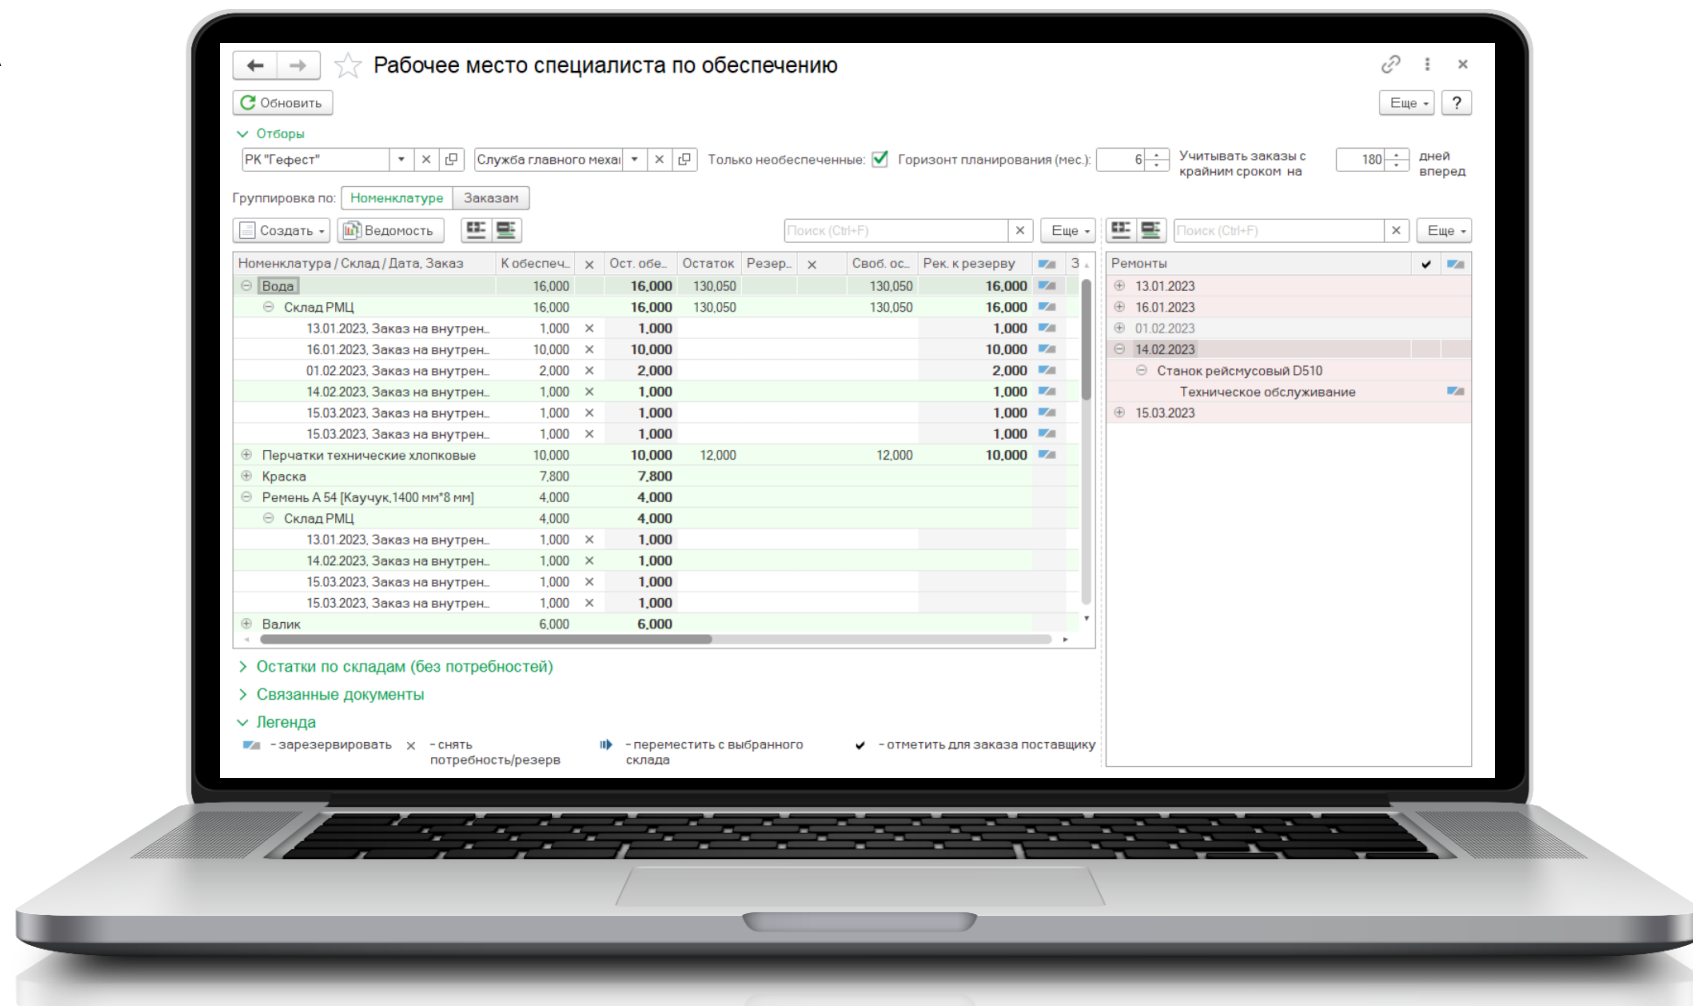 Рабочее место специалиста по обеспечению
Обновить
Еще
?
Отборы
РК "Гефест"
Служба главного меха
Только необеспеченные:
Горизонт планирования (мес.):
6
Учитывать заказы с
крайним сроком на
180
дней
вперед
Группировка по:
Номенклатуре
Заказам
Создать
Ведомость
Поиск (Ctrl+F)
Еще
Поиск (Ctrl+F)
Еще
Номенклатура / Склад / Дата, Заказ К обеспеч... Ост. обе... Остаток Резер... Своб. ос... Рек. к резерву З
Вода 16,000 16,000 130,050 130,050 16,000
Склад РМЦ 16,000 16,000 130,050 130,050 16,000
13.01.2023, Заказ на внутрен... 1,000 1,000 1,000
16.01.2023, Заказ на внутрен... 10,000 10,000 10,000
01.02.2023, Заказ на внутрен... 2,000 2,000 2,000
14.02.2023, Заказ на внутрен... 1,000 1,000 1,000
15.03.2023, Заказ на внутрен... 1,000 1,000 1,000
15.03.2023, Заказ на внутрен... 1,000 1,000 1,000
Перчатки технические хлопковые 10,000 10,000 12,000 12,000 10,000
Краска 7,800 7,800
Ремень А 54 [Каучук,1400 мм*8 мм] 4,000 4,000
Склад РМЦ 4,000 4,000
13.01.2023, Заказ на внутрен... 1,000 1,000
14.02.2023, Заказ на внутрен... 1,000 1,000
15.03.2023, Заказ на внутрен... 1,000 1,000
15.03.2023, Заказ на внутрен... 1,000 1,000
Валик 6,000 6,000
Ремонты
13.01.2023
16.01.2023
01.02.2023
14.02.2023
Станок рейсмусовый D510
Техническое обслуживание
15.03.2023
Остатки по складам (без потребностей)
Связанные документы
Легенда
- зарезервировать
- снять
потребность/резерв
- переместить с выбранного
склада
- отметить для заказа поставщику